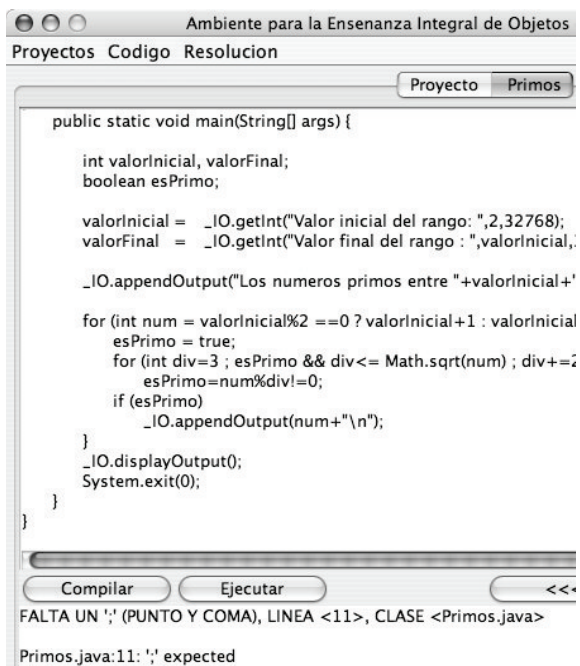 Ambiente para la Ensenanza Integral de Objetos
Proyectos Codigo Resolucion
Proyecto Primos
public static void main(String[] args) {
int valorInicial, valorFinal;
boolean esPrimo;
valorInicial = _IO.getInt("Valor inicial del rango: ",2,32768);
valorFinal = _IO.getInt("Valor final del rango : ",valorInicial,
_IO.appendOutput("Los numeros primos entre "+valorInicial+"
for (int num = valorInicial%2 ==0 ? valorInicial+1 : valorInicial
esPrimo = true;
for (int div=3 ; esPrimo && div<= Math.sqrt(num) ; div+=2
esPrimo=num%div!=0;
if (esPrimo)
_IO.appendOutput(num+"\n");
}
_IO.displayOutput();
System.exit(0);
}
}
Compilar Ejecutar <<<
FALTA UN ';' (PUNTO Y COMA), LINEA <11>, CLASE <Primos.java>
Primos.java:11: ';' expected